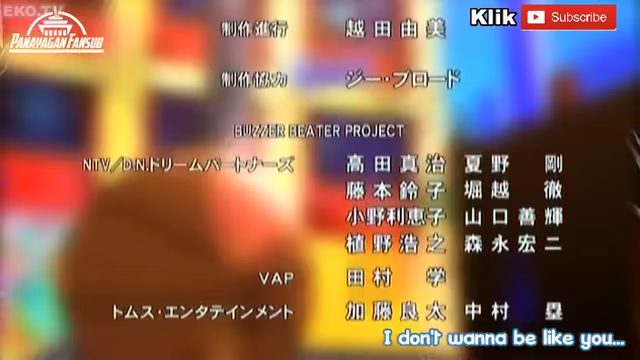 EKO.TV
PANAYAGAN FANSUB
Klik Subscribe
制作進行 越田由美
制作協力 ジー・ブロード
BUZZER BEATER PROJECT
NTV/D.N.ドリームパートナーズ 高田真治 夏野 剛
藤本鈴子 堀越 徹
小野利恵子 山口善輝
植野浩之 森永宏二
VAP 田村 学
トムス・エンタテインメント 加藤良太 中村 塁
I don't wanna be like you...